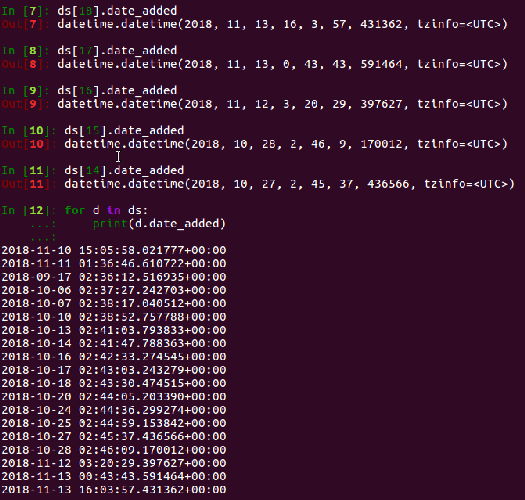 In [7]: ds[18].date_added
Out[7]: datetime.datetime(2018, 11, 13, 16, 3, 57, 431362, tzinfo=<UTC>)
In [8]: ds[17].date_added
Out[8]: datetime.datetime(2018, 11, 13, 0, 43, 43, 591464, tzinfo=<UTC>)
In [9]: ds[16].date_added
Out[9]: datetime.datetime(2018, 11, 12, 3, 20, 29, 397627, tzinfo=<UTC>)
In [10]: ds[15].date_added
Out[10]: datetime.datetime(2018, 10, 28, 2, 46, 9, 170012, tzinfo=<UTC>)
In [11]: ds[14].date_added
Out[11]: datetime.datetime(2018, 10, 27, 2, 45, 37, 436566, tzinfo=<UTC>)
In [12]: for d in ds:
...:     print(d.date_added)
...:
2018-11-10 15:05:58.021777+00:00
2018-11-11 01:36:46.610722+00:00
2018-09-17 02:36:12.516935+00:00
2018-10-06 02:37:27.242703+00:00
2018-10-07 02:38:17.040512+00:00
2018-10-10 02:38:52.757788+00:00
2018-10-13 02:41:03.793833+00:00
2018-10-14 02:41:47.788363+00:00
2018-10-16 02:42:33.274545+00:00
2018-10-17 02:43:03.243279+00:00
2018-10-18 02:43:30.474515+00:00
2018-10-20 02:44:05.203390+00:00
2018-10-24 02:44:36.299274+00:00
2018-10-25 02:44:59.153842+00:00
2018-10-27 02:45:37.436566+00:00
2018-10-28 02:46:09.170012+00:00
2018-11-12 03:20:29.397627+00:00
2018-11-13 00:43:43.591464+00:00
2018-11-13 16:03:57.431362+00:00